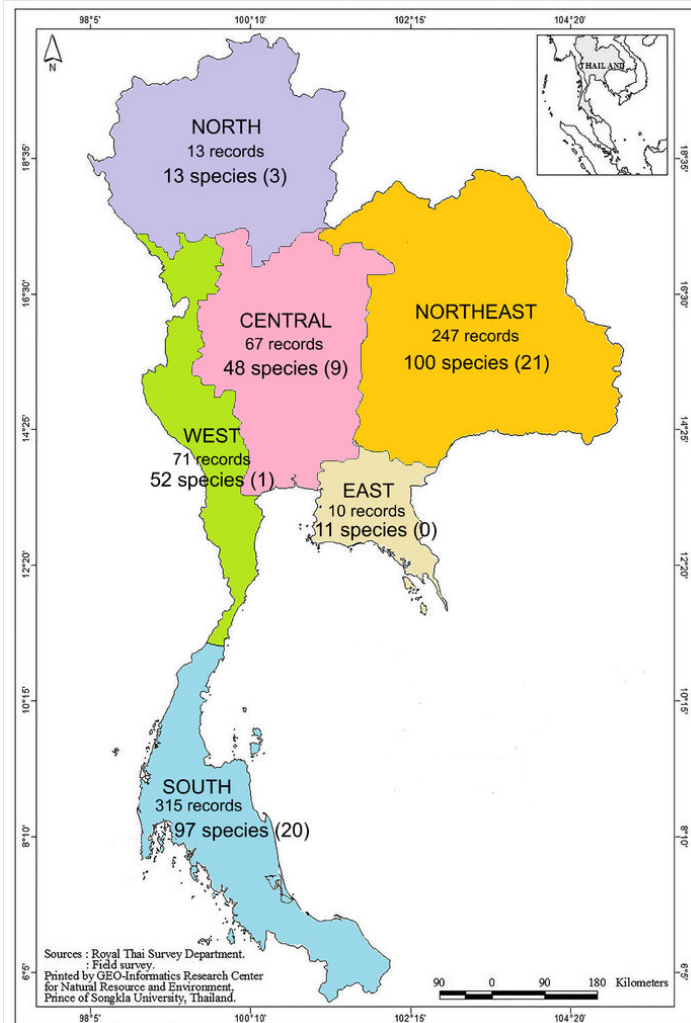 98°5' 100°10' 102°15' 104°20'
N
THAILAND
NORTH
13 records
13 species (3)
18°35' 18°35'
16°30' 16°30'
CENTRAL
67 records
48 species (9)
NORTHEAST
247 records
100 species (21)
14°25' 14°25'
WEST
71 records
52 species (1)
EAST
10 records
11 species (0)
12°20' 12°20'
10°15' 10°15'
SOUTH
315 records
97 species (20)
8°10' 8°10'
Sources : Royal Thai Survey Department.
: Field survey.
Printed by GEO-Informatics Research Center
for Natural Resource and Environment,
Prince of Songkla University, Thailand.
6°5' 6°5'
90 0 90 180 Kilometers
98°5' 100°10' 102°15' 104°20'